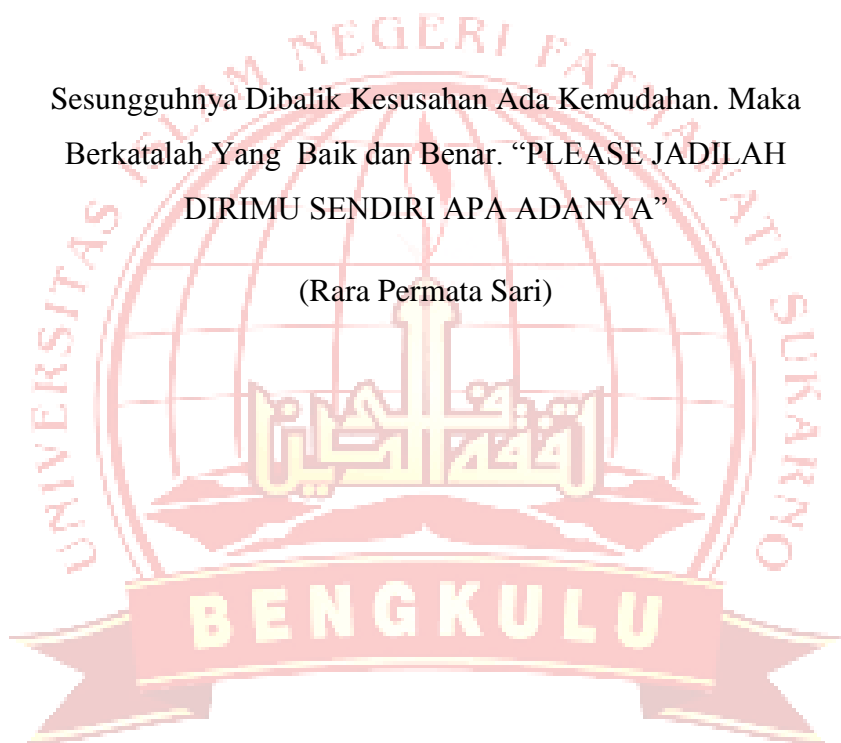 UNIVERSITAS ISLAM NEGERI FATMAWATI SUKARNO
Sesungguhnya Dibalik Kesusahan Ada Kemudahan. Maka
Berkatalah Yang Baik dan Benar. “PLEASE JADILAH
DIRIMU SENDIRI APA ADANYA”
(Rara Permata Sari)
BENGKULU